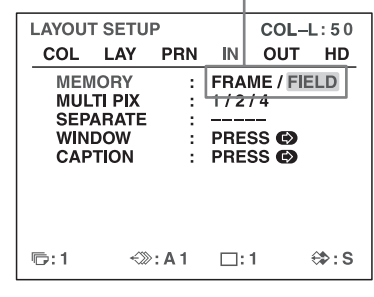 LAYOUT SETUP COL–L:50
COL LAY PRN IN OUT HD
MEMORY : FRAME / FIELD
MULTI PIX : 1 / 2 / 4
SEPARATE : –––––
WINDOW : PRESS
CAPTION : PRESS
:1 :A1 :1 :S